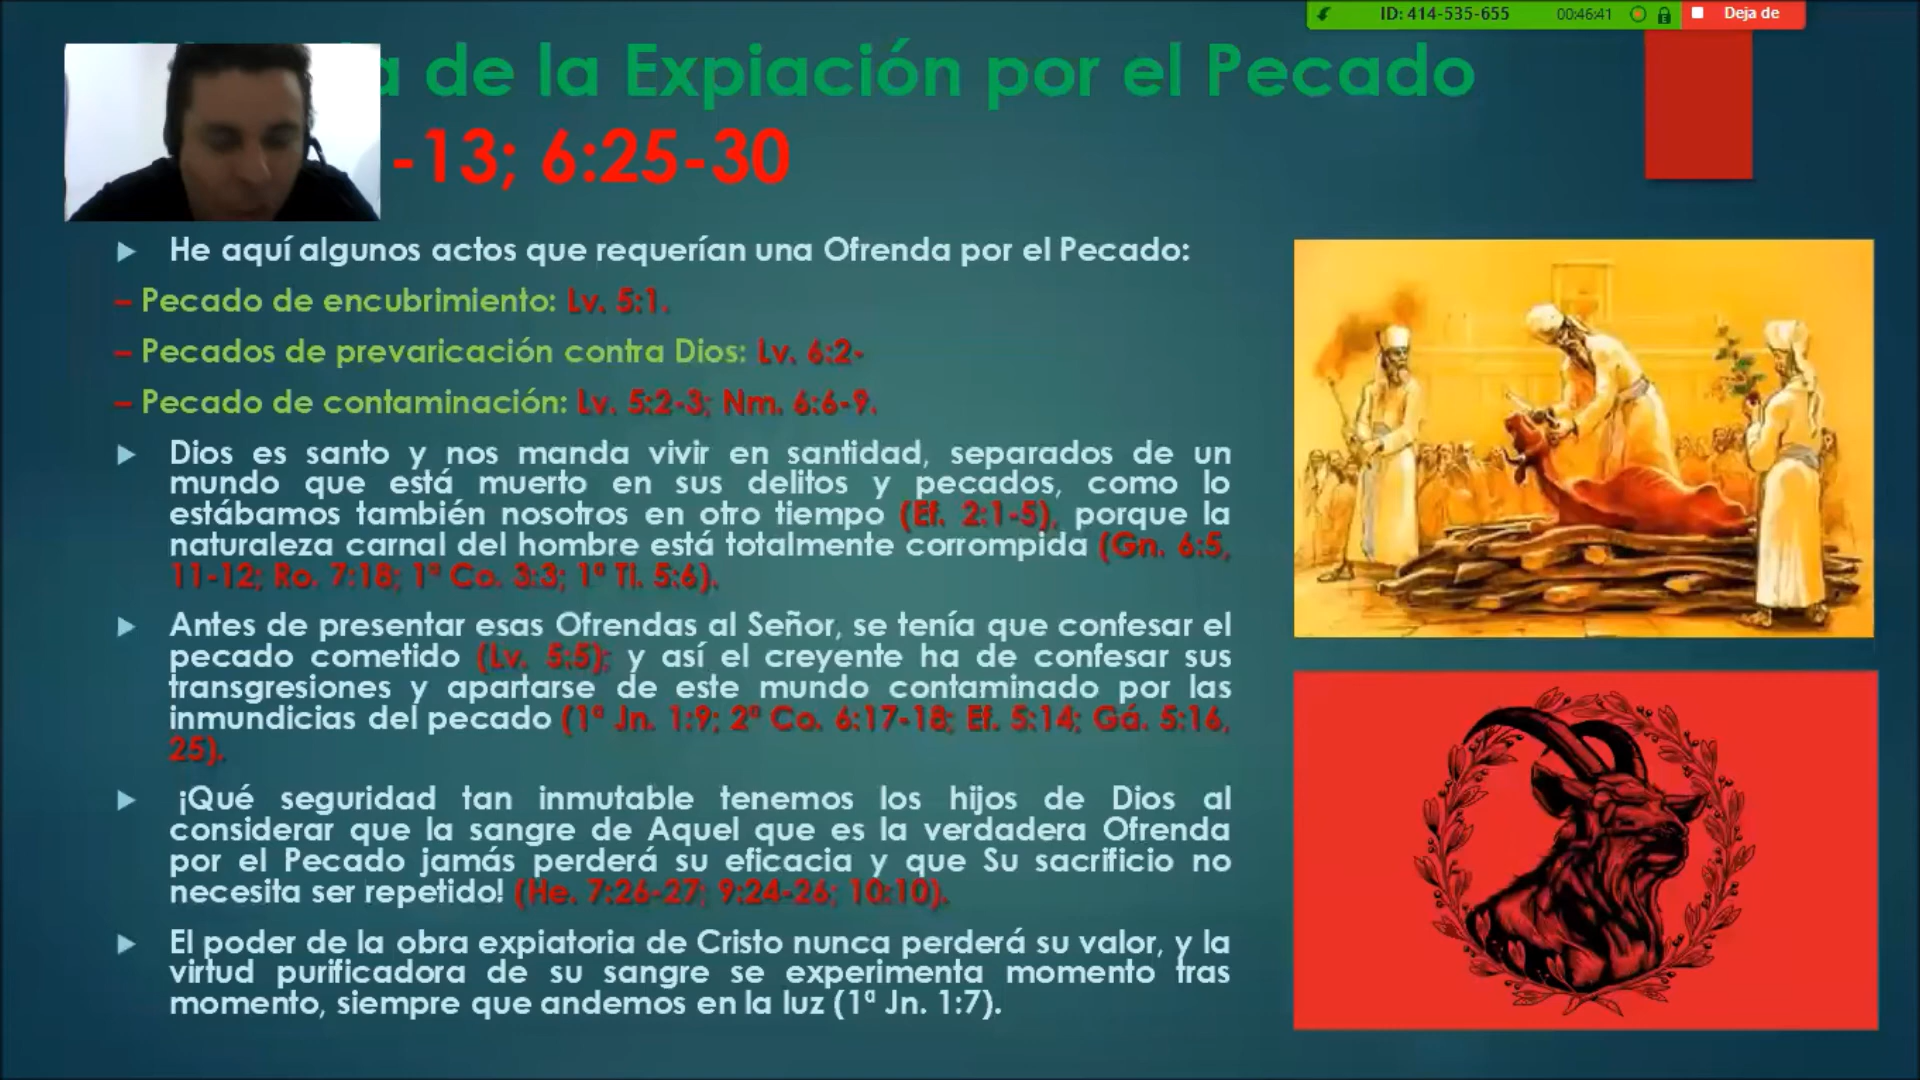 ID: 414-535-655 00:46:41 Deja de
a de la Expiación por el Pecado
-13; 6:25-30
He aquí algunos actos que requerían una Ofrenda por el Pecado:
– Pecado de encubrimiento: Lv. 5:1.
– Pecados de prevaricación contra Dios: Lv. 6:2-
– Pecado de contaminación: Lv. 5:2-3; Nm. 6:6-9.
Dios es santo y nos manda vivir en santidad, separados de un
mundo que está muerto en sus delitos y pecados, como lo
estábamos también nosotros en otro tiempo (Ef. 2:1-5), porque la
naturaleza carnal del hombre está totalmente corrompida (Gn. 6:5,
11-12; Ro. 7:18; 1ª Co. 3:3; 1ª Ti. 5:6).
Antes de presentar esas Ofrendas al Señor, se tenía que confesar el
pecado cometido (Lv. 5:5); y así el creyente ha de confesar sus
transgresiones y apartarse de este mundo contaminado por las
inmundicias del pecado (1ª Jn. 1:9; 2ª Co. 6:17-18; Ef. 5:14; Gá. 5:16,
25).
¡Qué seguridad tan inmutable tenemos los hijos de Dios al
considerar que la sangre de Aquel que es la verdadera Ofrenda
por el Pecado jamás perderá su eficacia y que Su sacrificio no
necesita ser repetido! (He. 7:26-27; 9:24-26; 10:10).
El poder de la obra expiatoria de Cristo nunca perderá su valor, y la
virtud purificadora de su sangre se experimenta momento tras
momento, siempre que andemos en la luz (1ª Jn. 1:7).